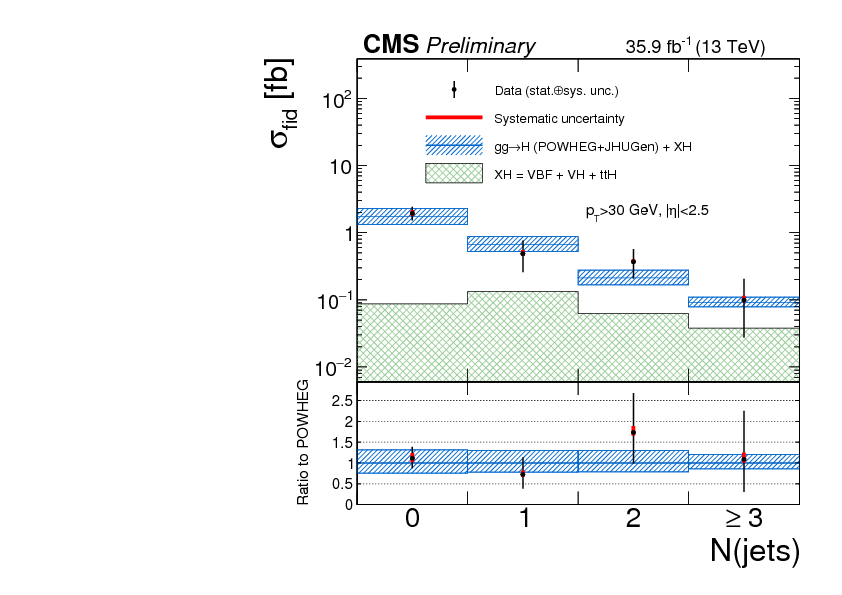 CMS Preliminary 35.9 fb⁻¹ (13 TeV)
σfid [fb]
Data (stat.⊕sys. unc.)
Systematic uncertainty
gg→H (POWHEG+JHUGen) + XH
XH = VBF + VH + ttH
pT>30 GeV, |η|<2.5
10²
10
1
10⁻¹
10⁻²
Ratio to POWHEG
2.5
2
1.5
1
0.5
0
0 1 2 ≥ 3
N(jets)